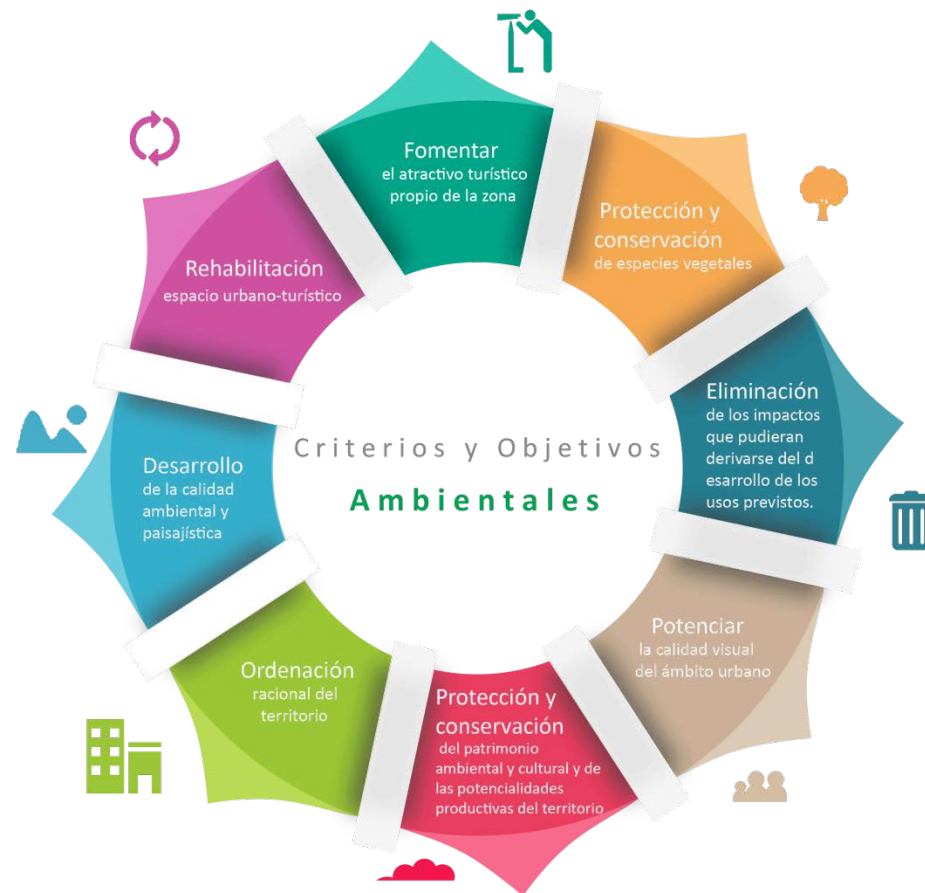 Criterios y Objetivos
Ambientales
Fomentar
el atractivo turístico
propio de la zona
Protección y
conservación
de especies vegetales
Eliminación
de los impactos
que pudieran
derivarse del d
esarrollo de los
usos previstos.
Potenciar
la calidad visual
del ámbito urbano
Protección y
conservación
del patrimonio
ambiental y cultural y de
las potencialidades
productivas del territorio
Ordenación
racional del
territorio
Desarrollo
de la calidad
ambiental y
paisajística
Rehabilitación
espacio urbano-turístico